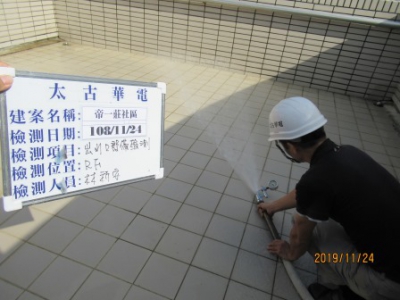 太古華電
建案名稱: 帝一莊社區
檢測日期: 108/11/24
檢測項目:
檢測位置: RF
檢測人員:
2019/11/24